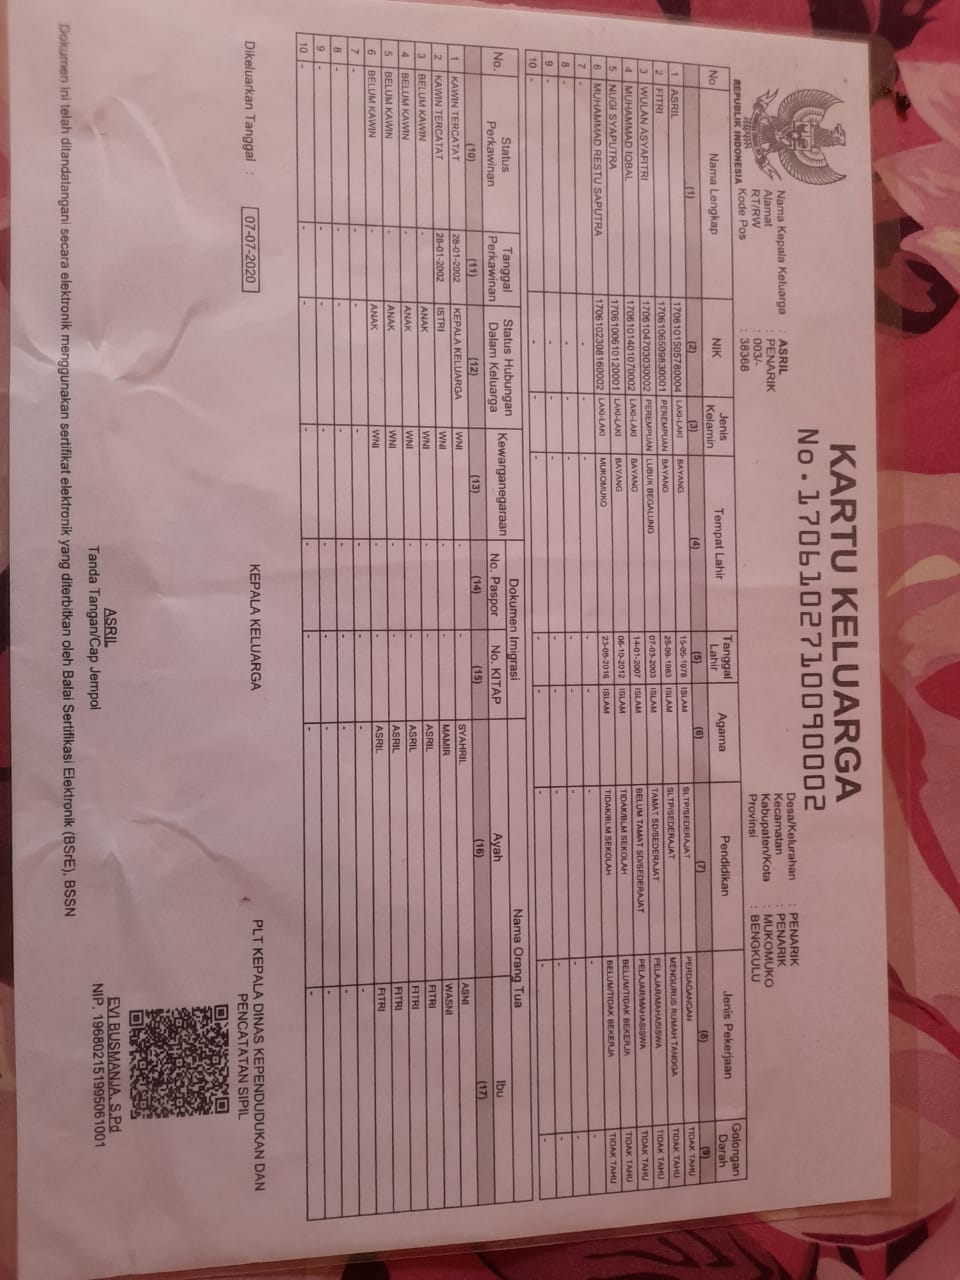 KARTU KELUARGA
No.1706102710090002
REPUBLIK INDONESIA
Nama Kepala Keluarga : ASRIL
Alamat : PENARIK
RT/RW : 003/-
Kode Pos : 38368
Desa/Kelurahan : PENARIK
Kecamatan : PENARIK
Kabupaten/Kota : MUKOMUKO
Provinsi : BENGKULU
No Nama Lengkap NIK Jenis Kelamin Tempat Lahir Tanggal Lahir Agama Pendidikan Jenis Pekerjaan Golongan Darah
(1) (2) (3) (4) (5) (6) (7) (8) (9)
1 ASRIL 1706101505780004 LAKI-LAKI BAYANG 15-05-1978 ISLAM SLTP/SEDERAJAT PERDAGANGAN TIDAK TAHU
2 FITRI 1706106509830001 PEREMPUAN BAYANG 25-09-1983 ISLAM SLTP/SEDERAJAT MENGURUS RUMAH TANGGA TIDAK TAHU
3 WULAN ASYAFITRI 1706104703030002 PEREMPUAN LUBUK BEGALUNG 07-03-2003 ISLAM TAMAT SD/SEDERAJAT PELAJAR/MAHASISWA TIDAK TAHU
4 MUHAMMAD IQBAL 1706101401070002 LAKI-LAKI BAYANG 14-01-2007 ISLAM BELUM TAMAT SD/SEDERAJAT PELAJAR/MAHASISWA TIDAK TAHU
5 NUGI SYAPUTRA 1706100610120001 LAKI-LAKI BAYANG 06-10-2012 ISLAM TIDAK/BLM SEKOLAH BELUM/TIDAK BEKERJA TIDAK TAHU
6 MUHAMMAD RESTU SAPUTRA 1706102308160002 LAKI-LAKI MUKOMUKO 23-08-2016 ISLAM TIDAK/BLM SEKOLAH BELUM/TIDAK BEKERJA TIDAK TAHU
7 - - - - - - - - -
8 - - - - - - - - -
9 - - - - - - - - -
10 - - - - - - - - -
No. Status Perkawinan Tanggal Perkawinan Status Hubungan Dalam Keluarga Kewarganegaraan Dokumen Imigrasi Nama Orang Tua
No. Paspor No. KITAP Ayah Ibu
(10) (11) (12) (13) (14) (15) (16) (17)
1 KAWIN TERCATAT 28-01-2002 KEPALA KELUARGA WNI - - SYAHRIL ASNI
2 KAWIN TERCATAT 28-01-2002 ISTRI WNI - - MAMIR WASNI
3 BELUM KAWIN - ANAK WNI - - ASRIL FITRI
4 BELUM KAWIN - ANAK WNI - - ASRIL FITRI
5 BELUM KAWIN - ANAK WNI - - ASRIL FITRI
6 BELUM KAWIN - ANAK WNI - - ASRIL FITRI
7 - - - - - - - -
8 - - - - - - - -
9 - - - - - - - -
10 - - - - - - - -
Dikeluarkan Tanggal : 07-07-2020
KEPALA KELUARGA
ASRIL
Tanda Tangan/Cap Jempol
PLT KEPALA DINAS KEPENDUDUKAN DAN
PENCATATAN SIPIL
EVI BUSMANJA, S.Pd
NIP. 196802151995061001
Dokumen ini telah ditandatangani secara elektronik menggunakan sertifikat elektronik yang diterbitkan oleh Balai Sertifikasi Elektronik (BSrE), BSSN